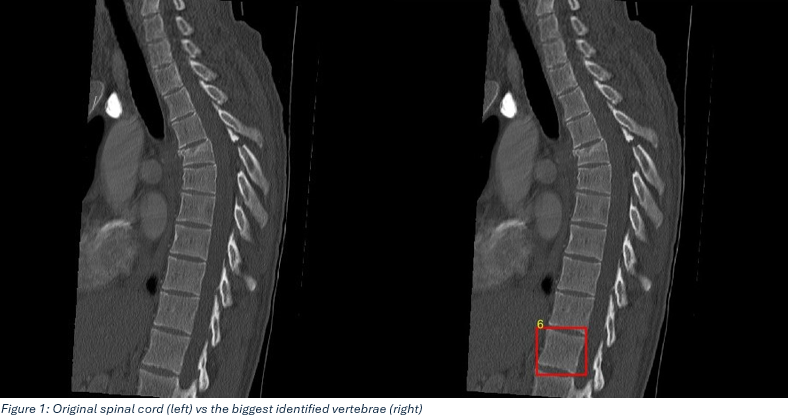 6
Figure 1: Original spinal cord (left) vs the biggest identified vertebrae (right)